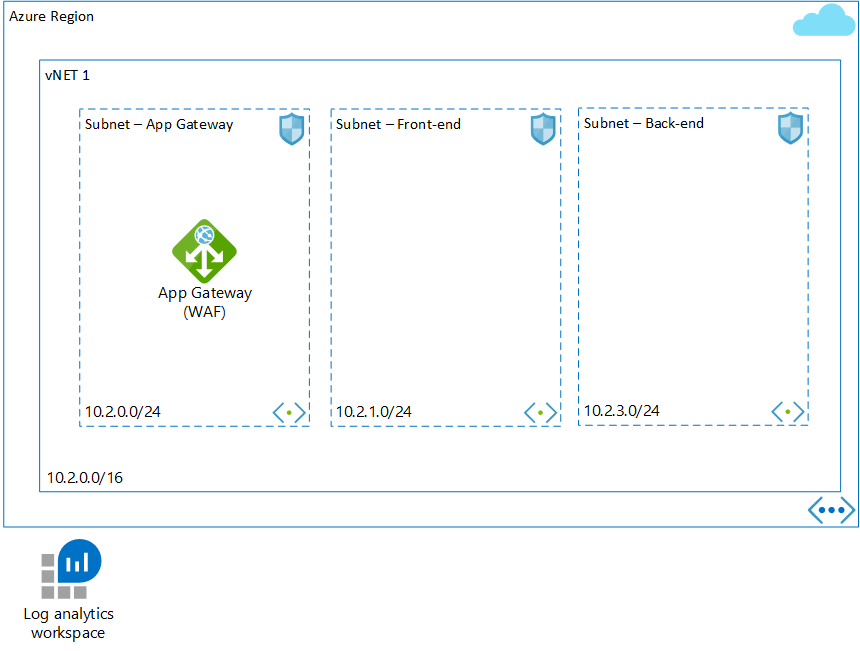 Azure Region
vNET 1
Subnet – App Gateway
Subnet – Front-end
Subnet – Back-end
App Gateway
(WAF)
10.2.0.0/24
10.2.1.0/24
10.2.3.0/24
10.2.0.0/16
Log analytics
workspace